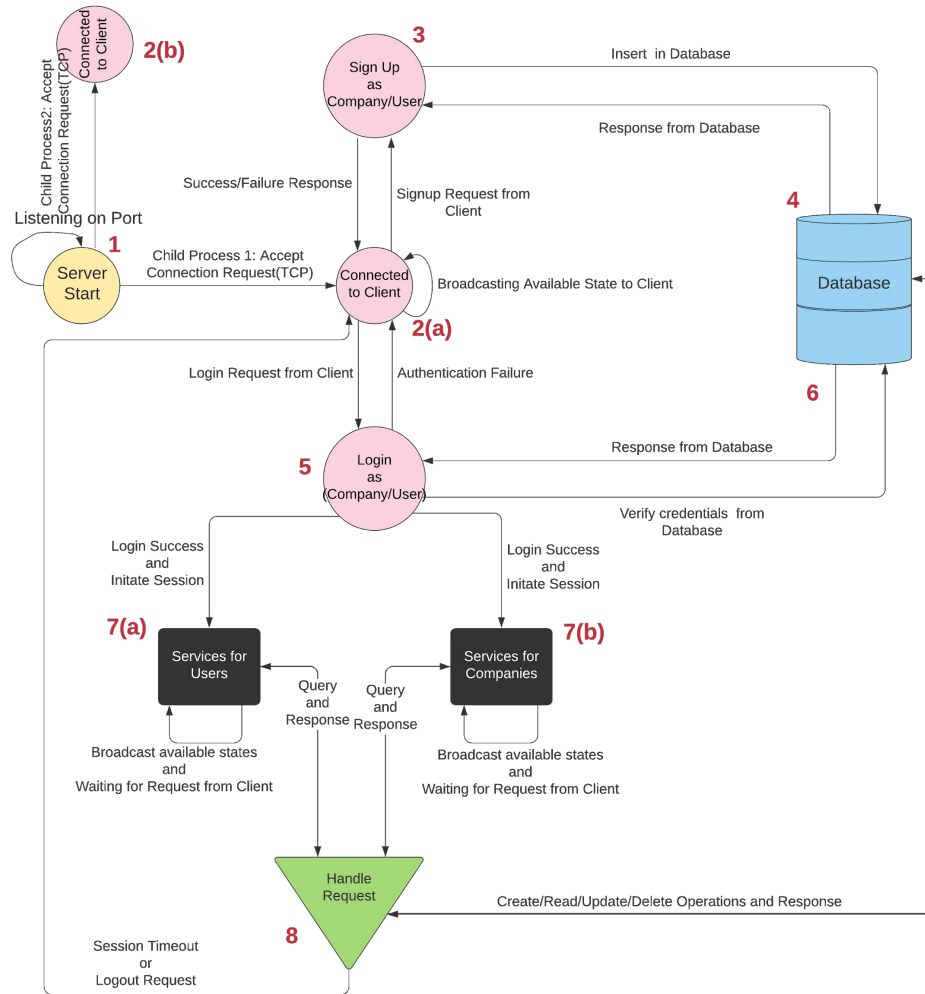 Connected
to Client
2(b)
Child Process2: Accept
Connection Request(TCP)
3
Sign Up
as
Company/User
Insert in Database
Response from Database
Success/Failure Response
Signup Request from
Client
4
Database
Listening on Port
1
Server
Start
Child Process 1: Accept
Connection Request(TCP)
Connected
to Client
Broadcasting Available State to Client
2(a)
Login Request from Client
Authentication Failure
6
5
Login
as
(Company/User)
Response from Database
Verify credentials from
Database
Login Success
and
Initate Session
Login Success
and
Initate Session
7(a)
Services for
Users
7(b)
Services for
Companies
Query
and
Response
Query
and
Response
Broadcast available states
and
Waiting for Request from Client
Broadcast available states
and
Waiting for Request from Client
Handle
Request
8
Create/Read/Update/Delete Operations and Response
Session Timeout
or
Logout Request